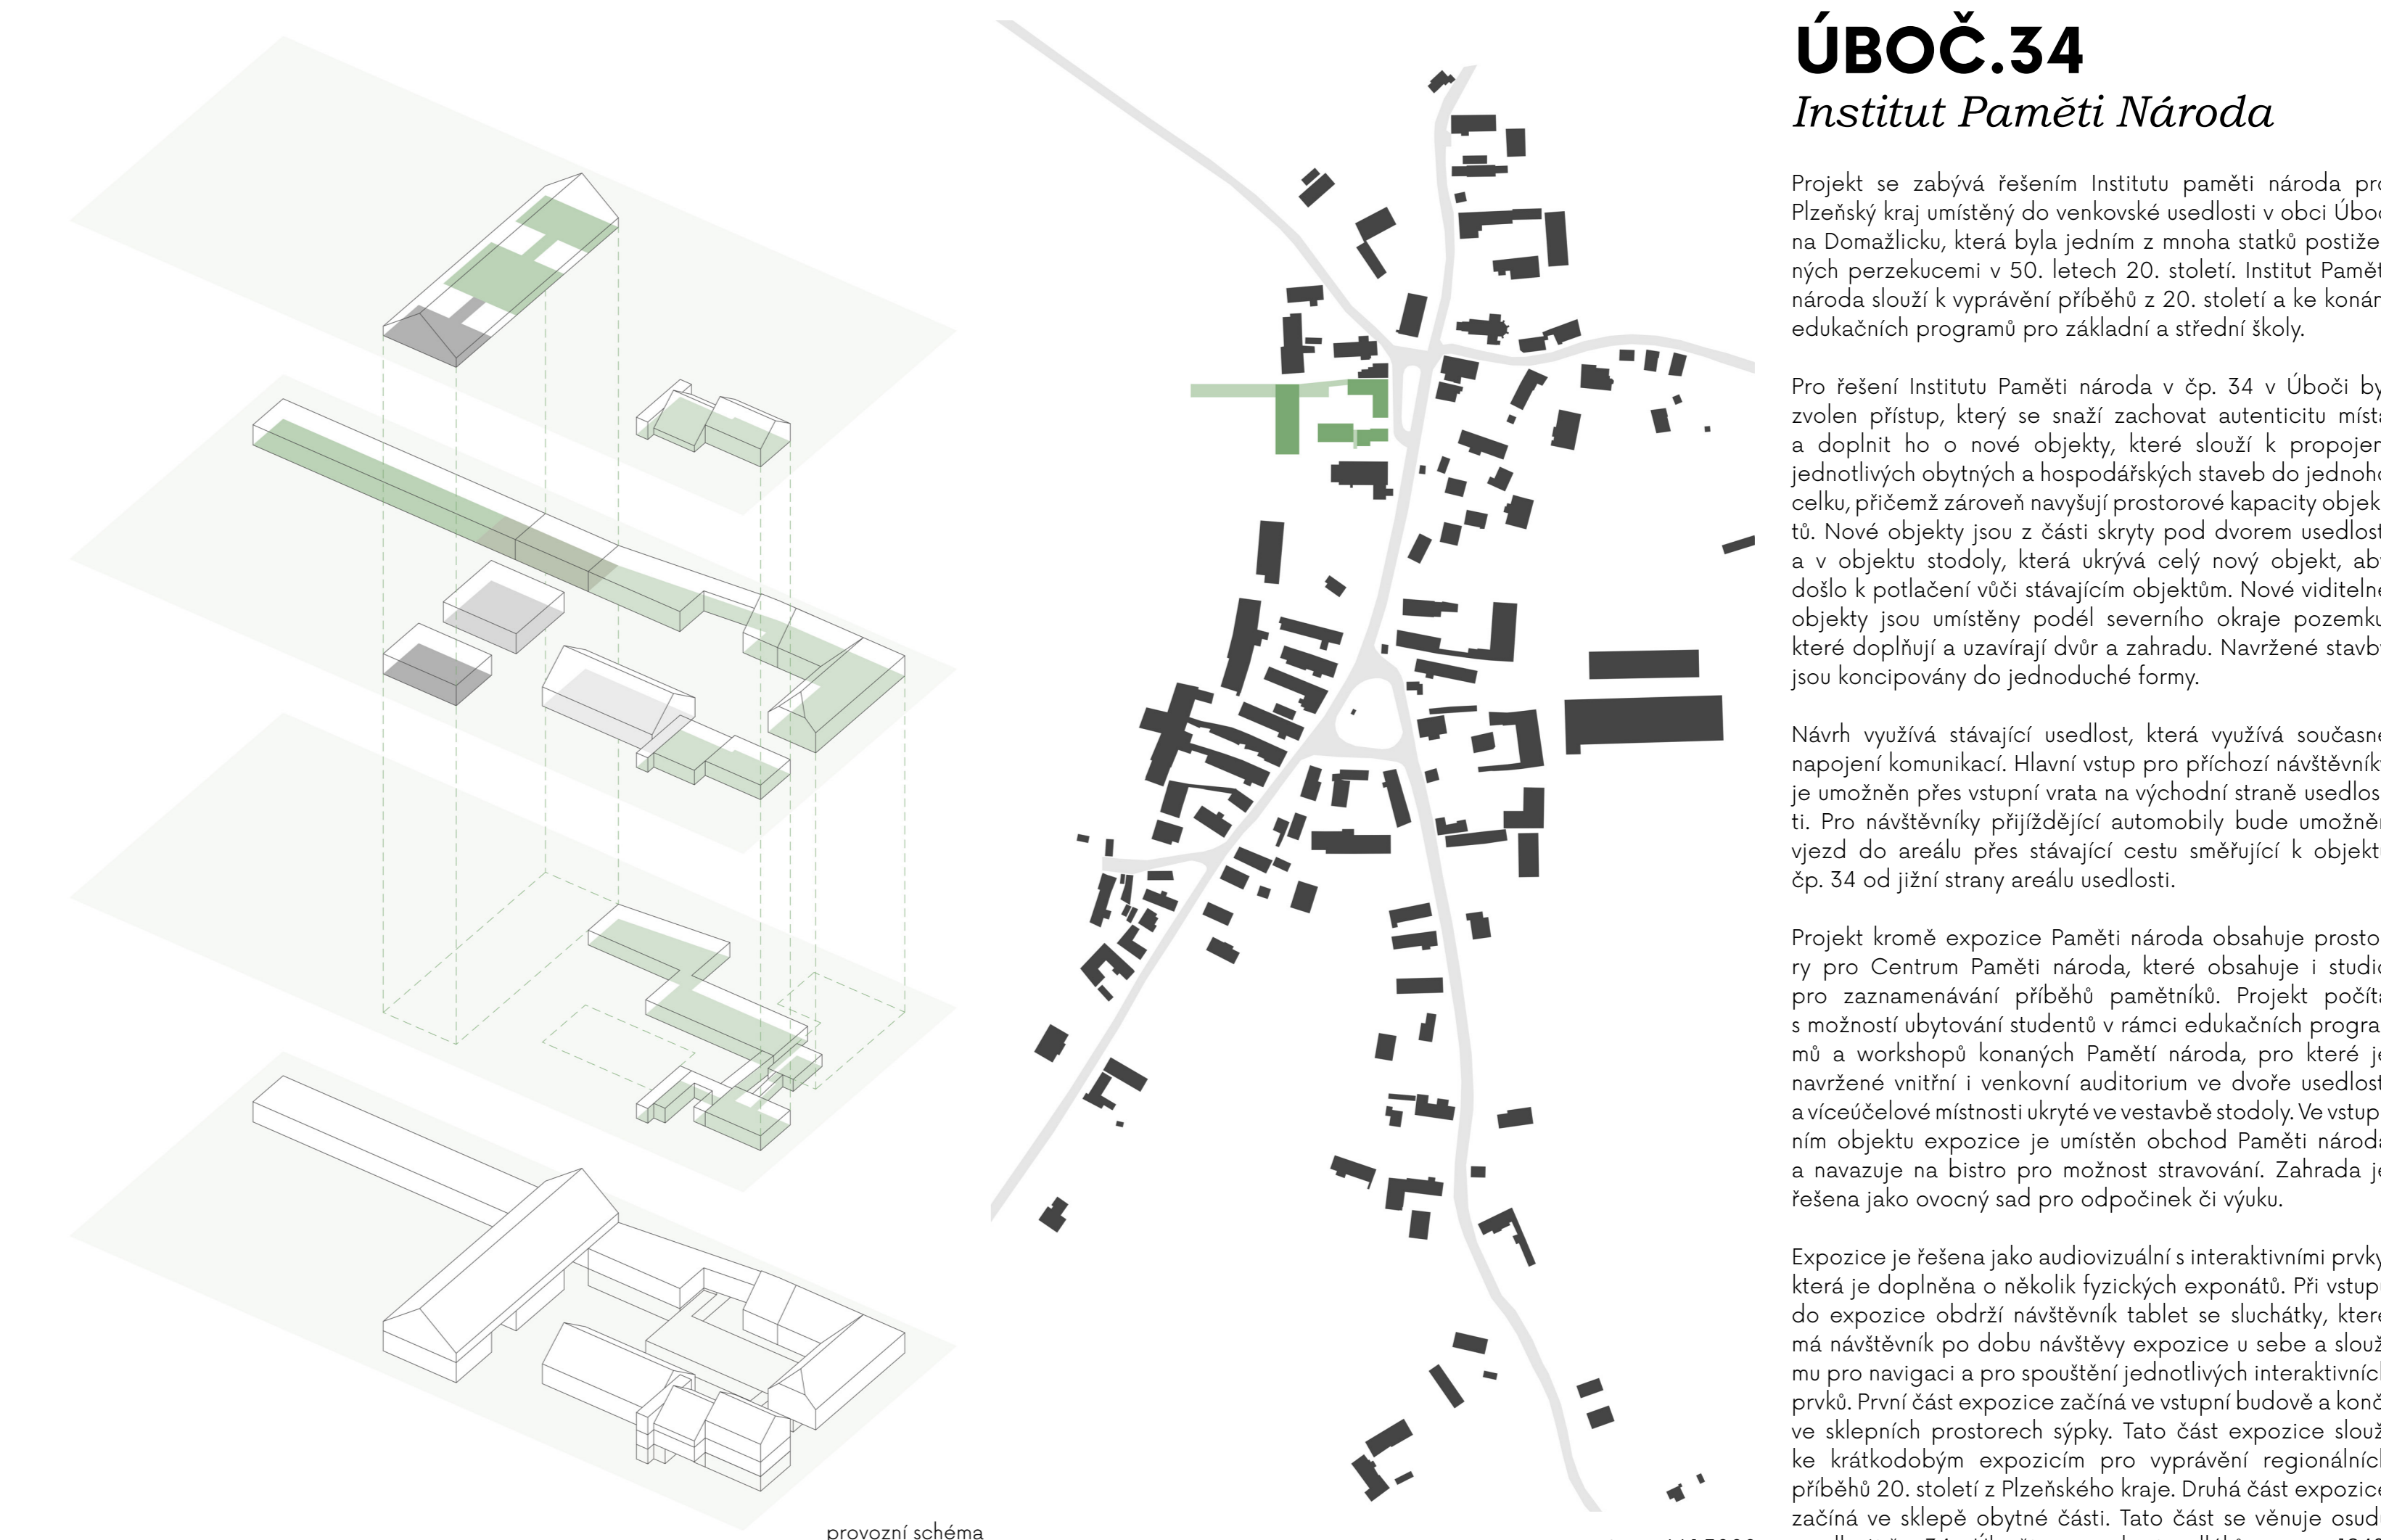 ÚBOČ.34
Institut Paměti Národa
Projekt se zabývá řešením Institutu paměti národa pro
Plzeňský kraj umístěný do venkovské usedlosti v obci Úboč
na Domažlicku, která byla jedním z mnoha statků postiže
ných perzekucemi v 50. letech 20. století. Institut Pamět
národa slouží k vyprávění příběhů z 20. století a ke konán
edukačních programů pro základní a střední školy.
Pro řešení Institutu Paměti národa v čp. 34 v Úboči by
zvolen přístup, který se snaží zachovat autenticitu místa
a doplnit ho o nové objekty, které slouží k propojen
jednotlivých obytných a hospodářských staveb do jednoho
celku, přičemž zároveň navyšují prostorové kapacity objek
tů. Nové objekty jsou z části skryty pod dvorem usedlost
a v objektu stodoly, která ukrývá celý nový objekt, aby
došlo k potlačení vůči stávajícím objektům. Nové viditelné
objekty jsou umístěny podél severního okraje pozemku
které doplňují a uzavírají dvůr a zahradu. Navržené stavby
jsou koncipovány do jednoduché formy.
Návrh využívá stávající usedlost, která využívá současné
napojení komunikací. Hlavní vstup pro příchozí návštěvníky
je umožněn přes vstupní vrata na východní straně usedlos
ti. Pro návštěvníky přijíždějící automobily bude umožněn
vjezd do areálu přes stávající cestu směřující k objektu
čp. 34 od jižní strany areálu usedlosti.
Projekt kromě expozice Paměti národa obsahuje prosto
ry pro Centrum Paměti národa, které obsahuje i studio
pro zaznamenávání příběhů pamětníků. Projekt počítá
s možností ubytování studentů v rámci edukačních progra
mů a workshopů konaných Pamětí národa, pro které je
navržené vnitřní i venkovní auditorium ve dvoře usedlost
a víceúčelové místnosti ukryté ve vestavbě stodoly. Ve vstup
ním objektu expozice je umístěn obchod Paměti národa
a navazuje na bistro pro možnost stravování. Zahrada je
řešena jako ovocný sad pro odpočinek či výuku.
Expozice je řešena jako audiovizuální s interaktivními prvky
která je doplněna o několik fyzických exponátů. Při vstupu
do expozice obdrží návštěvník tablet se sluchátky, které
má návštěvník po dobu návštěvy expozice u sebe a slouží
mu pro navigaci a pro spouštění jednotlivých interaktivních
prvků. První část expozice začíná ve vstupní budově a končí
ve sklepních prostorech sýpky. Tato část expozice slouží
ke krátkodobým expozicím pro vyprávění regionálních
příběhů 20. století z Plzeňského kraje. Druhá část expozice
začíná ve sklepě obytné části. Tato část se věnuje osudu
provozní schéma